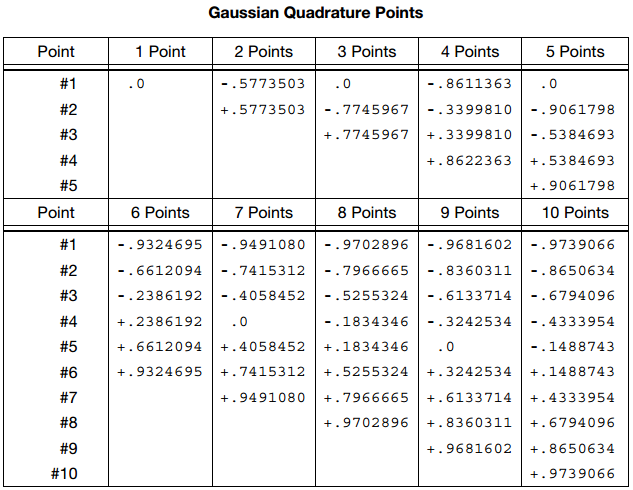 Gaussian Quadrature Points
Point 1 Point 2 Points 3 Points 4 Points 5 Points
#1 .0 -.5773503 .0 -.8611363 .0
#2 +.5773503 -.7745967 -.3399810 -.9061798
#3 +.7745967 +.3399810 -.5384693
#4 +.8622363 +.5384693
#5 +.9061798
Point 6 Points 7 Points 8 Points 9 Points 10 Points
#1 -.9324695 -.9491080 -.9702896 -.9681602 -.9739066
#2 -.6612094 -.7415312 -.7966665 -.8360311 -.8650634
#3 -.2386192 -.4058452 -.5255324 -.6133714 -.6794096
#4 +.2386192 .0 -.1834346 -.3242534 -.4333954
#5 +.6612094 +.4058452 +.1834346 .0 -.1488743
#6 +.9324695 +.7415312 +.5255324 +.3242534 +.1488743
#7 +.9491080 +.7966665 +.6133714 +.4333954
#8 +.9702896 +.8360311 +.6794096
#9 +.9681602 +.8650634
#10 +.9739066